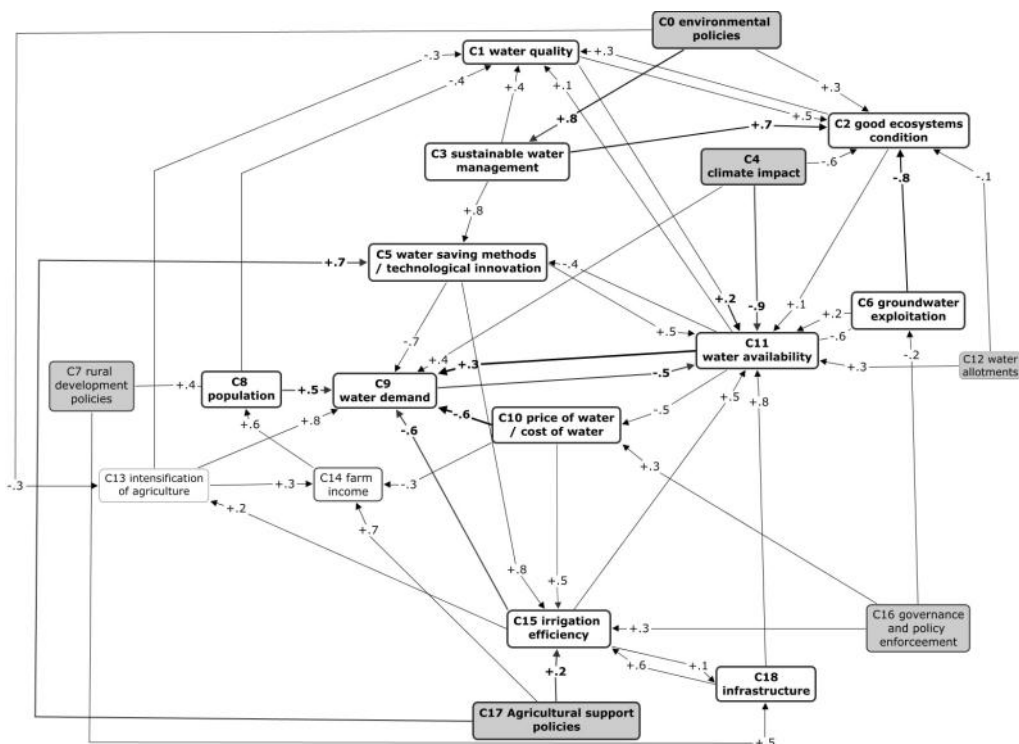 C0 environmental
policies
-.3
C1 water quality
+.3
-.4
+.4
+.1
+.3
+.5
C2 good ecosystems
condition
+.8
+.7
C3 sustainable water
management
C4
climate impact
-.6
-.8
-.1
+.8
C5 water saving methods
/ technological innovation
+.7
-.4
+.2
-.9
+.1
C6 groundwater
exploitation
+.2
+.5
-.6
C11
water availability
-.7
+.4
+.3
-.2
C12 water
allotments
+.3
C7 rural
development
policies
+.4
C8
population
+.5
C9
water demand
-.5
+.8
-.6
C10 price of water
/ cost of water
-.5
+.5
+.6
+.8
-.6
+.3
C13 intensification
of agriculture
+.3
C14 farm
income
-.3
-.3
+.2
+.7
+.8
+.5
C15 irrigation
efficiency
+.3
C16 governance
and policy
enforceement
+.2
+.1
+.6
C18
infrastructure
C17 Agricultural support
policies
+.5